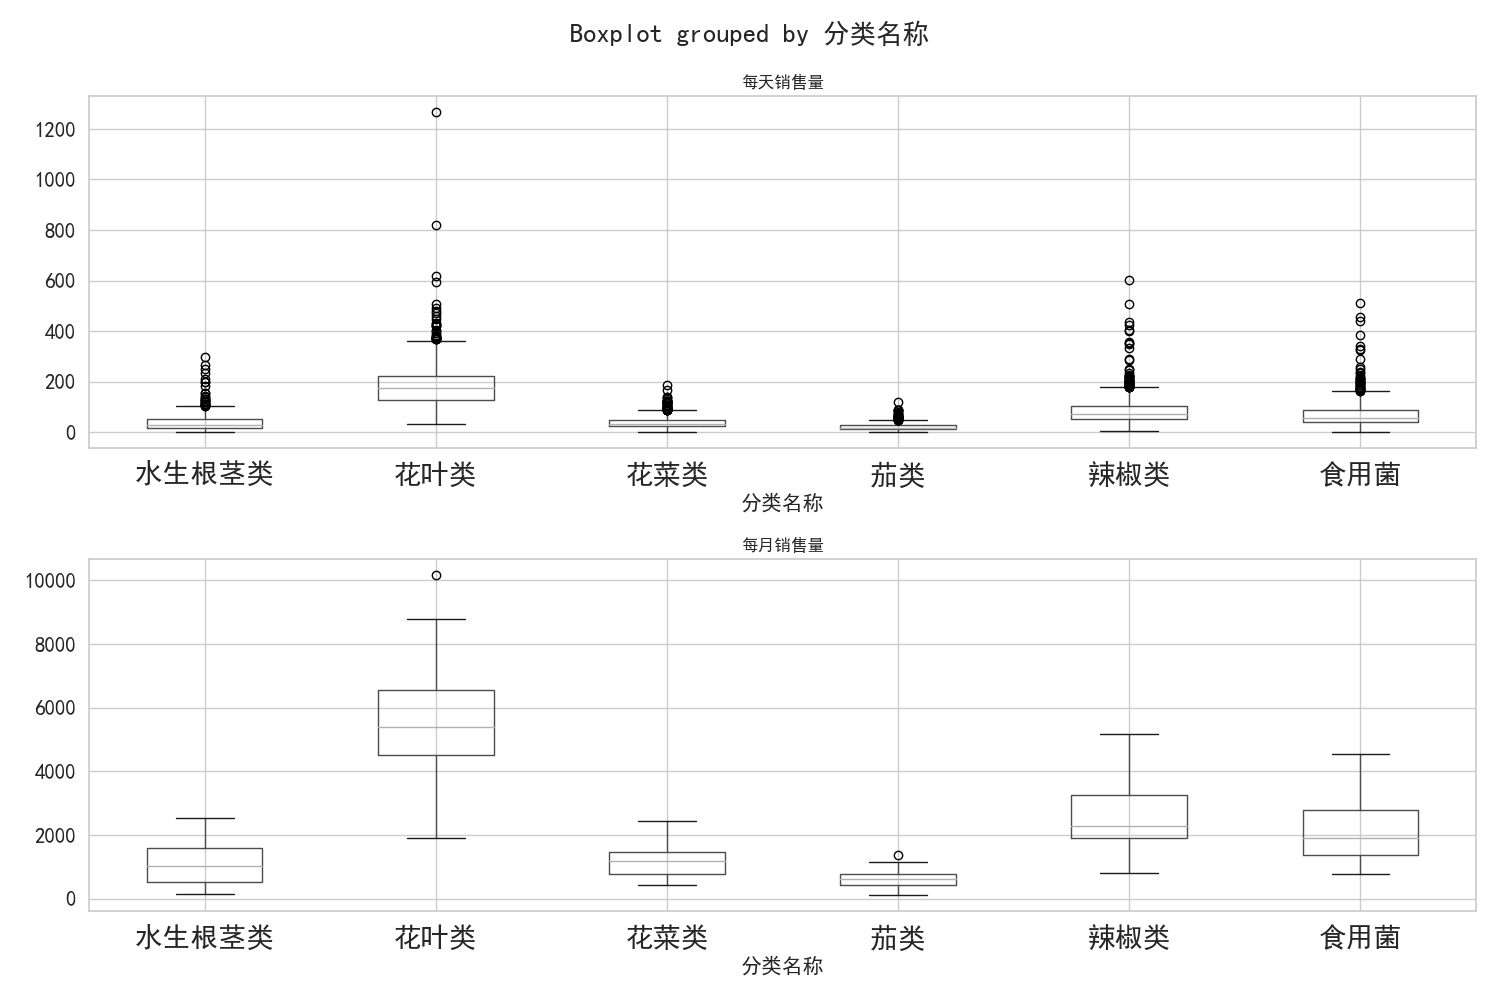 Boxplot grouped by 分类名称
每天销售量
1200
1000
800
600
400
200
0
水生根茎类 花叶类 花菜类 茄类 辣椒类 食用菌
分类名称
每月销售量
10000
8000
6000
4000
2000
0
水生根茎类 花叶类 花菜类 茄类 辣椒类 食用菌
分类名称